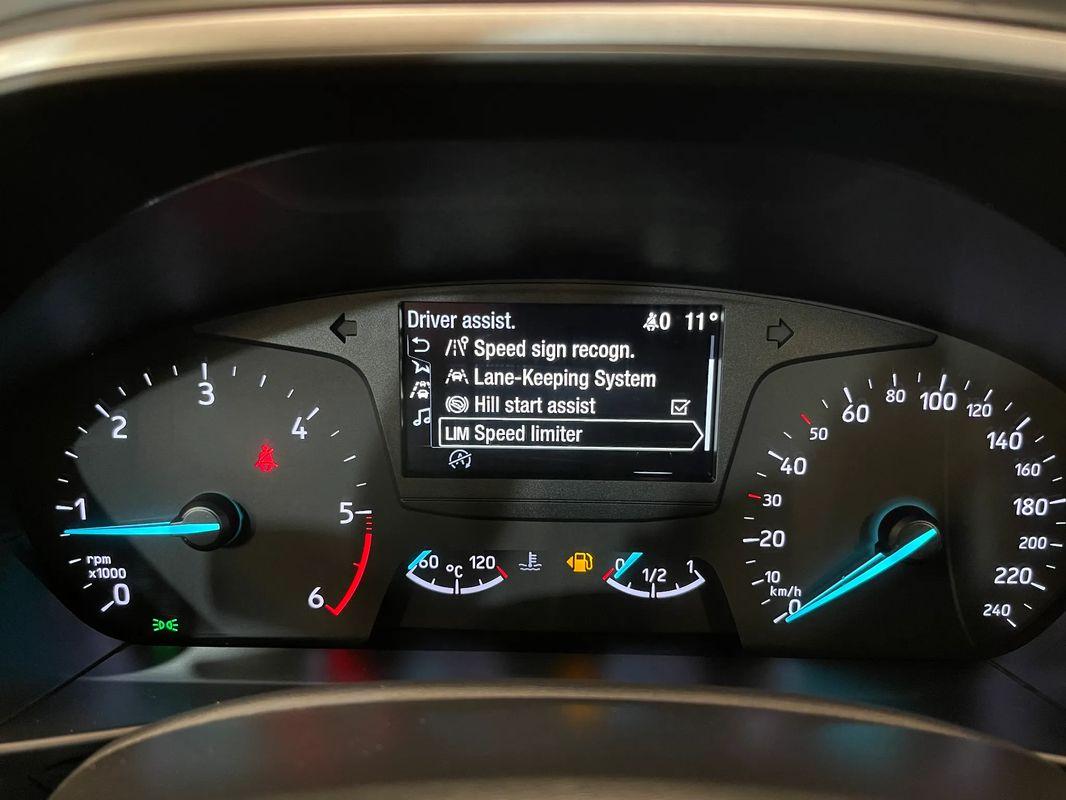 Driver assist. 0 11°
Speed sign recogn.
Lane-Keeping System
Hill start assist
LIM Speed limiter
0
1
2
3
4
5
6
rpm
x1000
60 °C 120
0 1/2 1
0
10
20
30
40
50
60
80
100
120
140
160
180
200
220
240
km/h